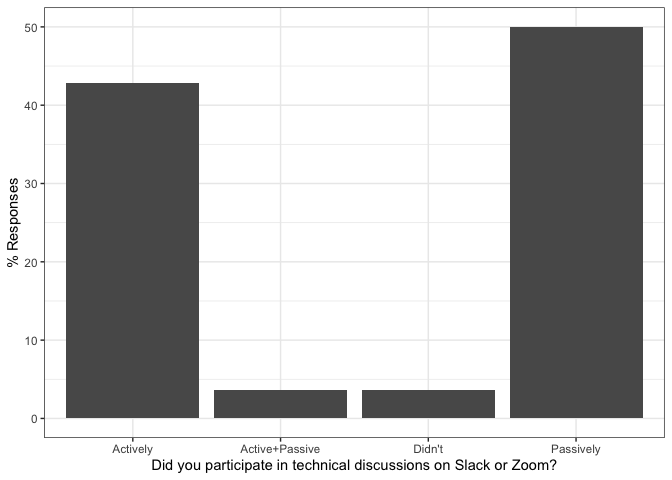 % Responses
50
40
30
20
10
0
Actively Active+Passive Didn't Passively
Did you participate in technical discussions on Slack or Zoom?